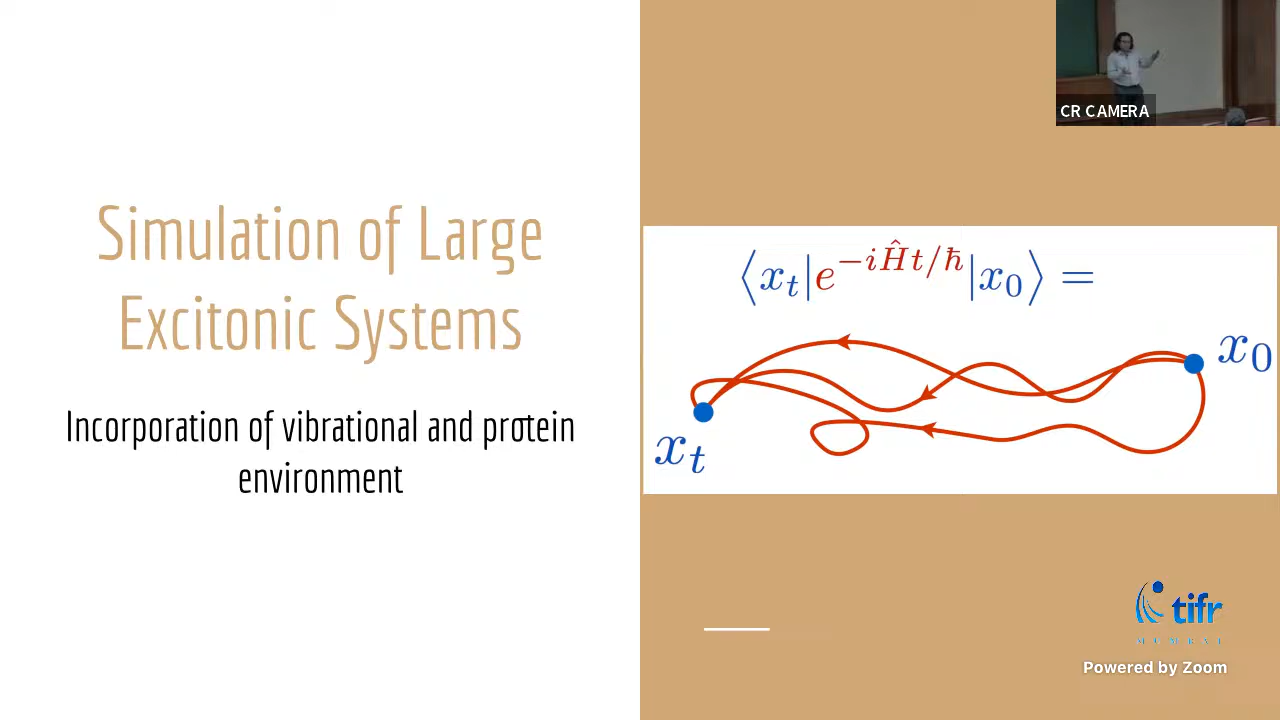 CR CAMERA
Simulation of Large
Excitonic Systems
Incorporation of vibrational and protein
environment
⟨x_t|e^{-iĤt/ħ}|x_0⟩ =
x_0
x_t
tifr
MUMBAI
Powered by Zoom